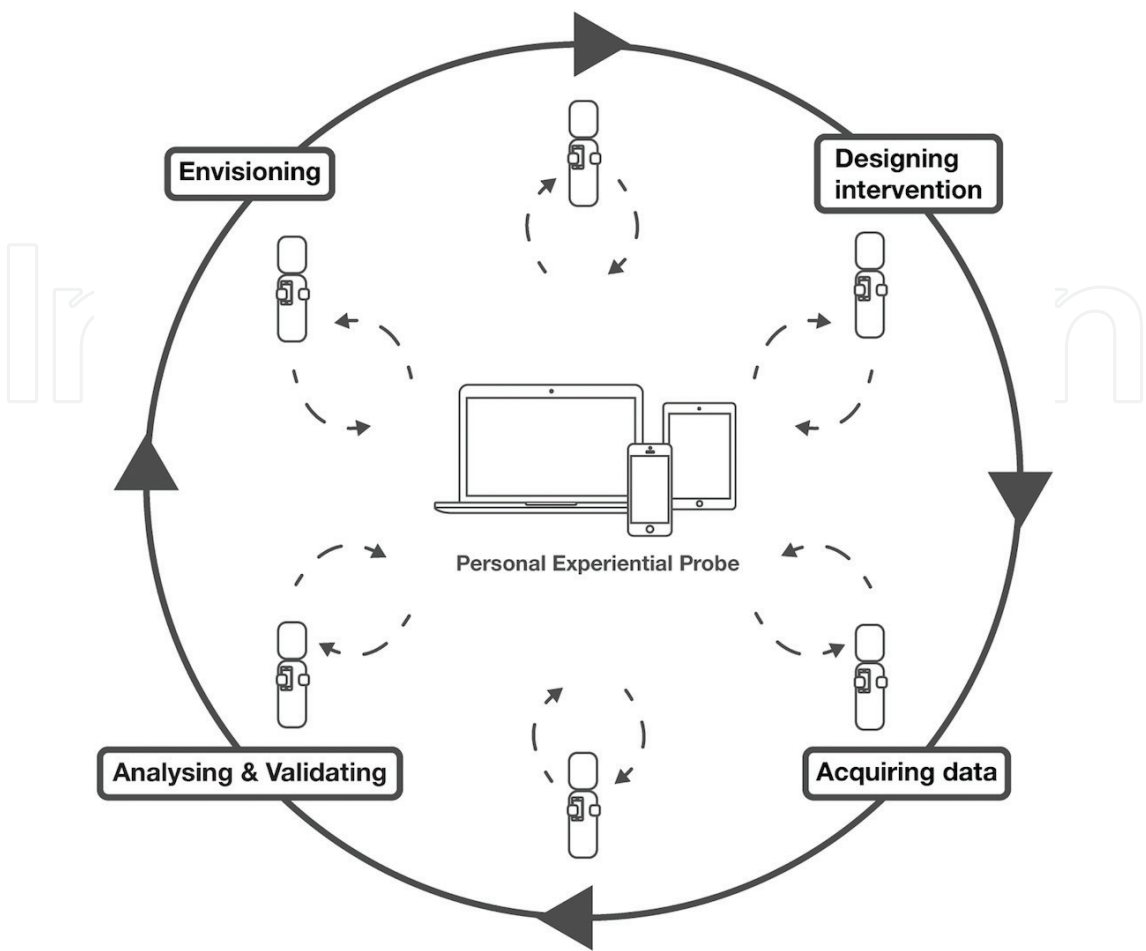 Envisioning
Designing
intervention
Personal Experiential Probe
Analysing & Validating
Acquiring data